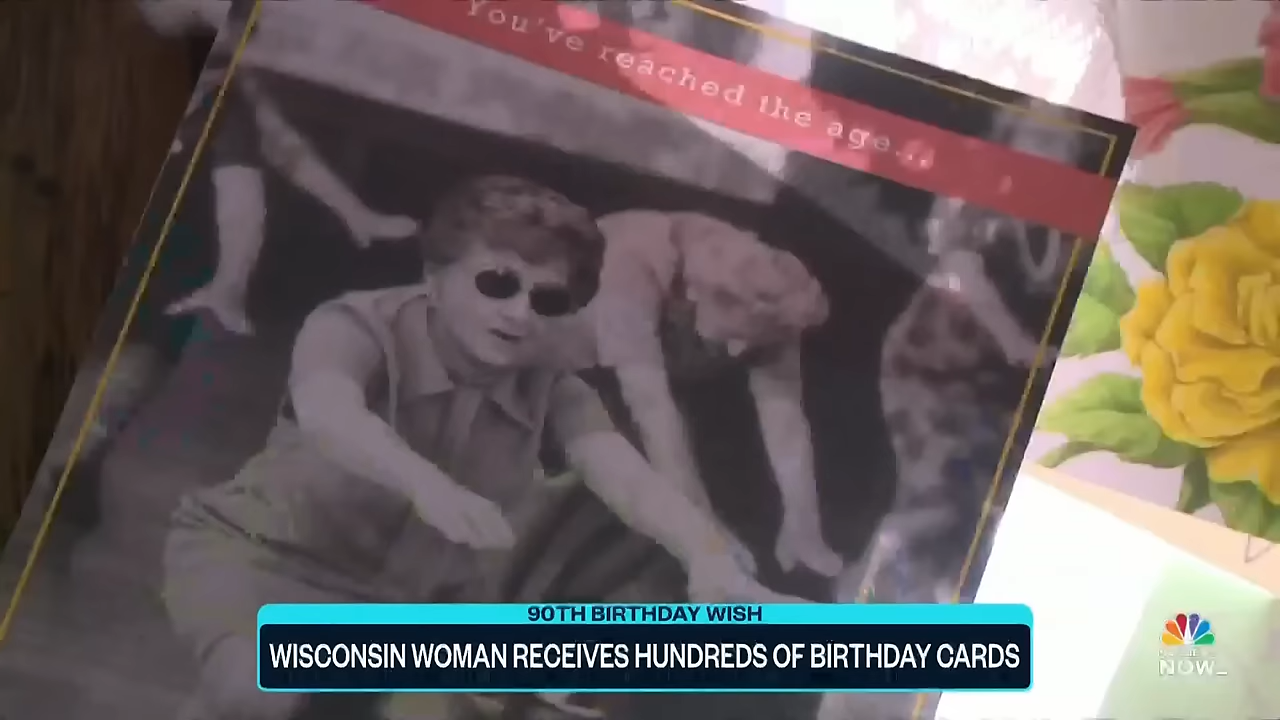 You've reached the age...
90TH BIRTHDAY WISH
WISCONSIN WOMAN RECEIVES HUNDREDS OF BIRTHDAY CARDS
NOW